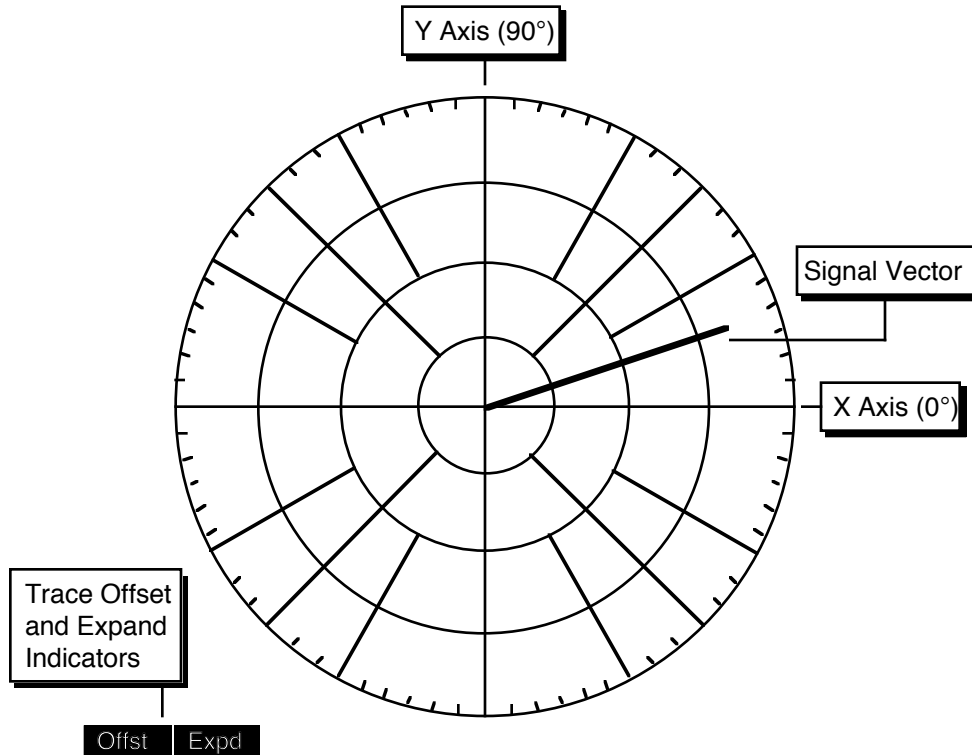 Y Axis (90°)
Signal Vector
X Axis (0°)
Trace Offset
and Expand
Indicators
Offst Expd